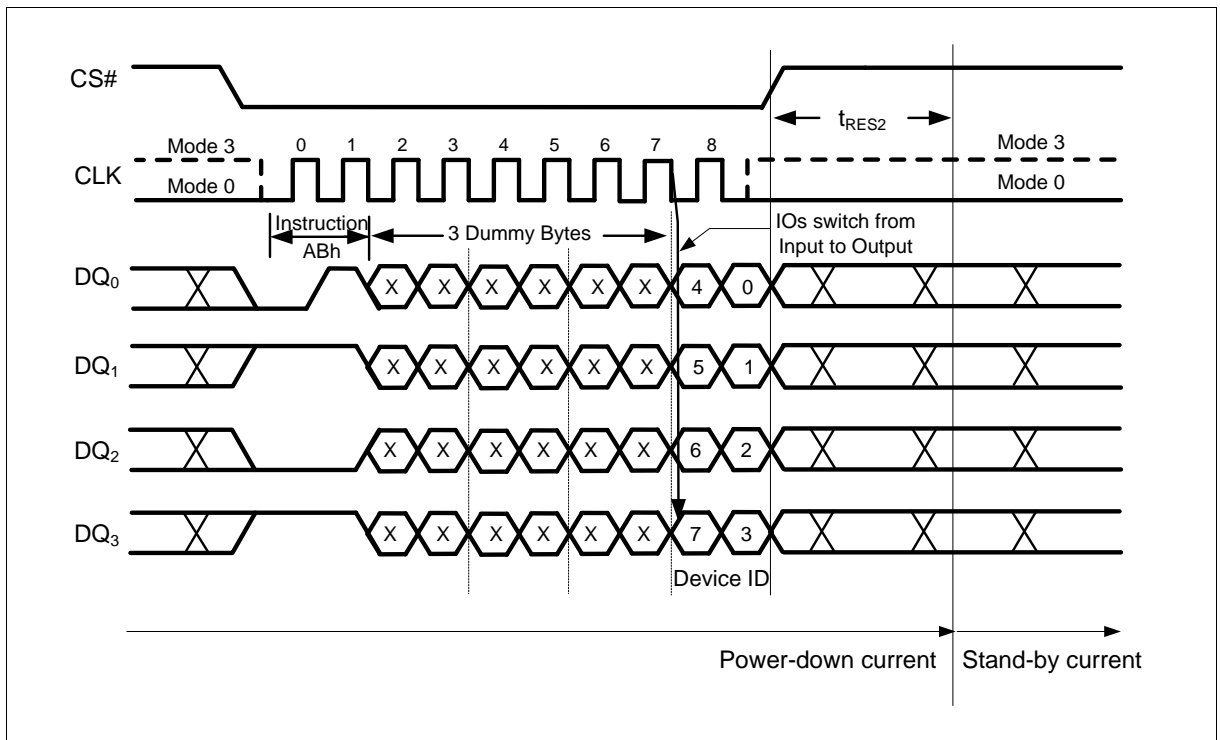 CS#
tRES2
Mode 3 0 1 2 3 4 5 6 7 8 Mode 3
CLK
Mode 0 Mode 0
Instruction ABh
3 Dummy Bytes
IOs switch from
Input to Output
DQ0 X X X X X X 4 0
DQ1 X X X X X X 5 1
DQ2 X X X X X X 6 2
DQ3 X X X X X X 7 3
Device ID
Power-down current Stand-by current